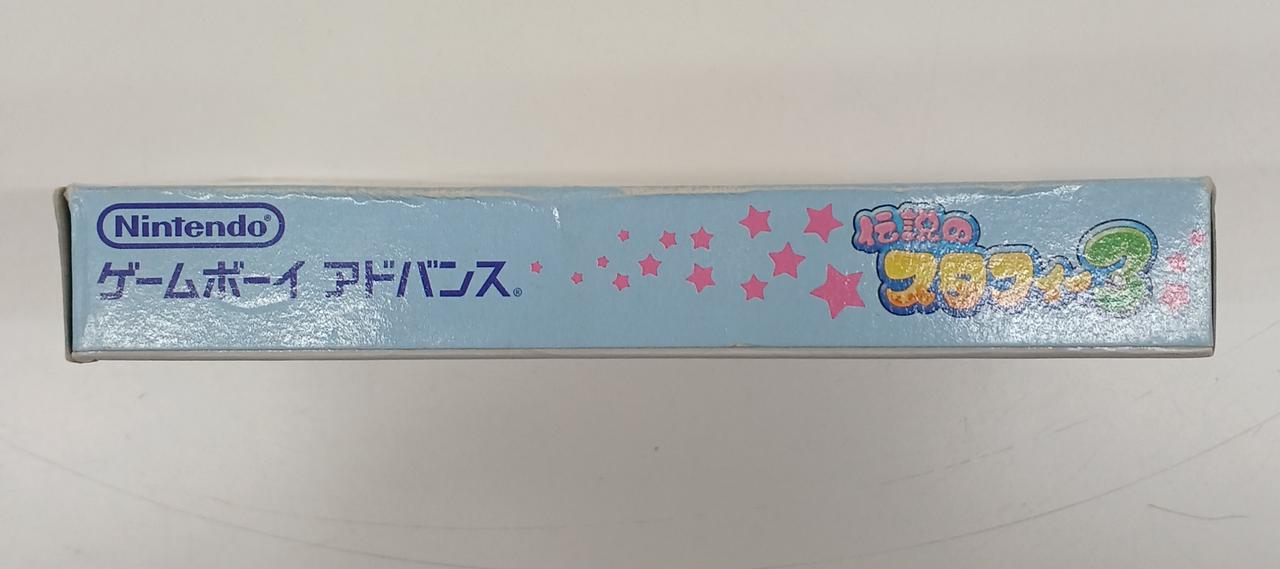 Nintendo®
ゲームボーイ アドバンス®
伝説の
スタフィー3